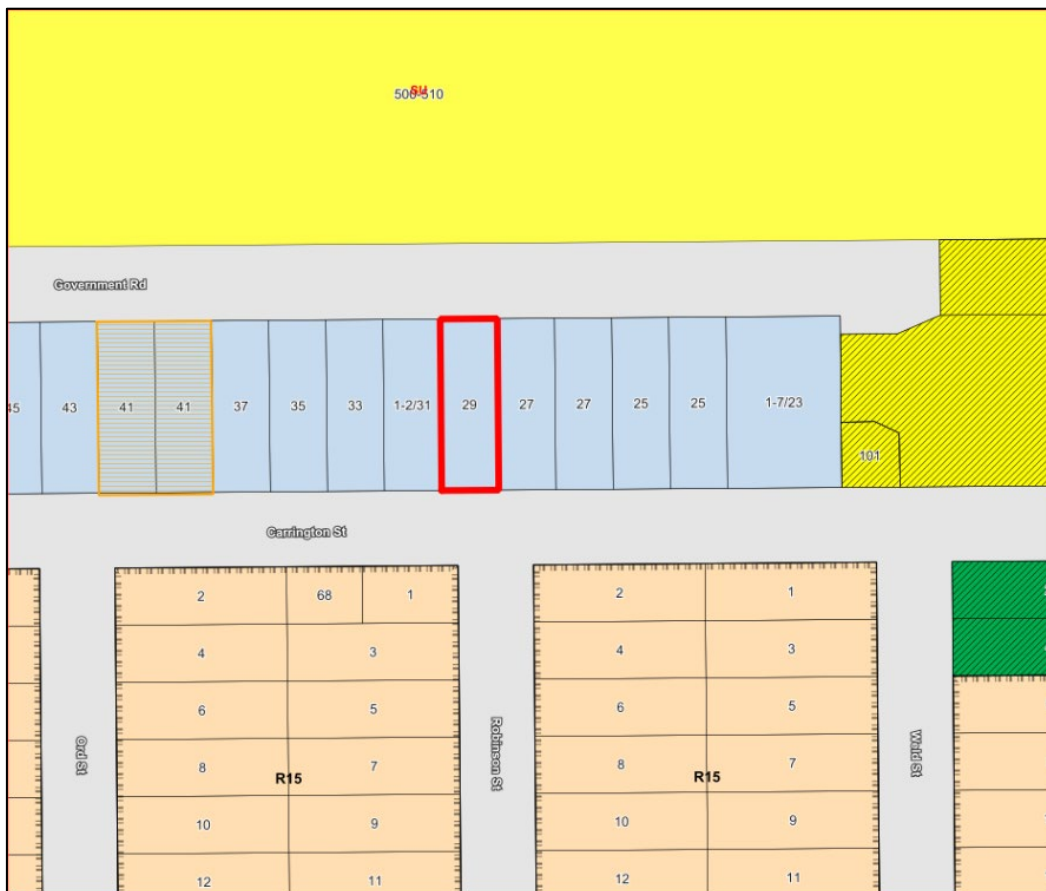 SU
500-510
Government Rd
45 43 41 41 37 35 33 1-2/31 29 27 27 25 25 1-7/23
101
Carrington St
2 68 1 2 1
4 3 4 3
6 5 6 5
Ord St
Robinson St
Weld St
8 7 8 7
R15 R15
10 9 10 9
12 11 12 11